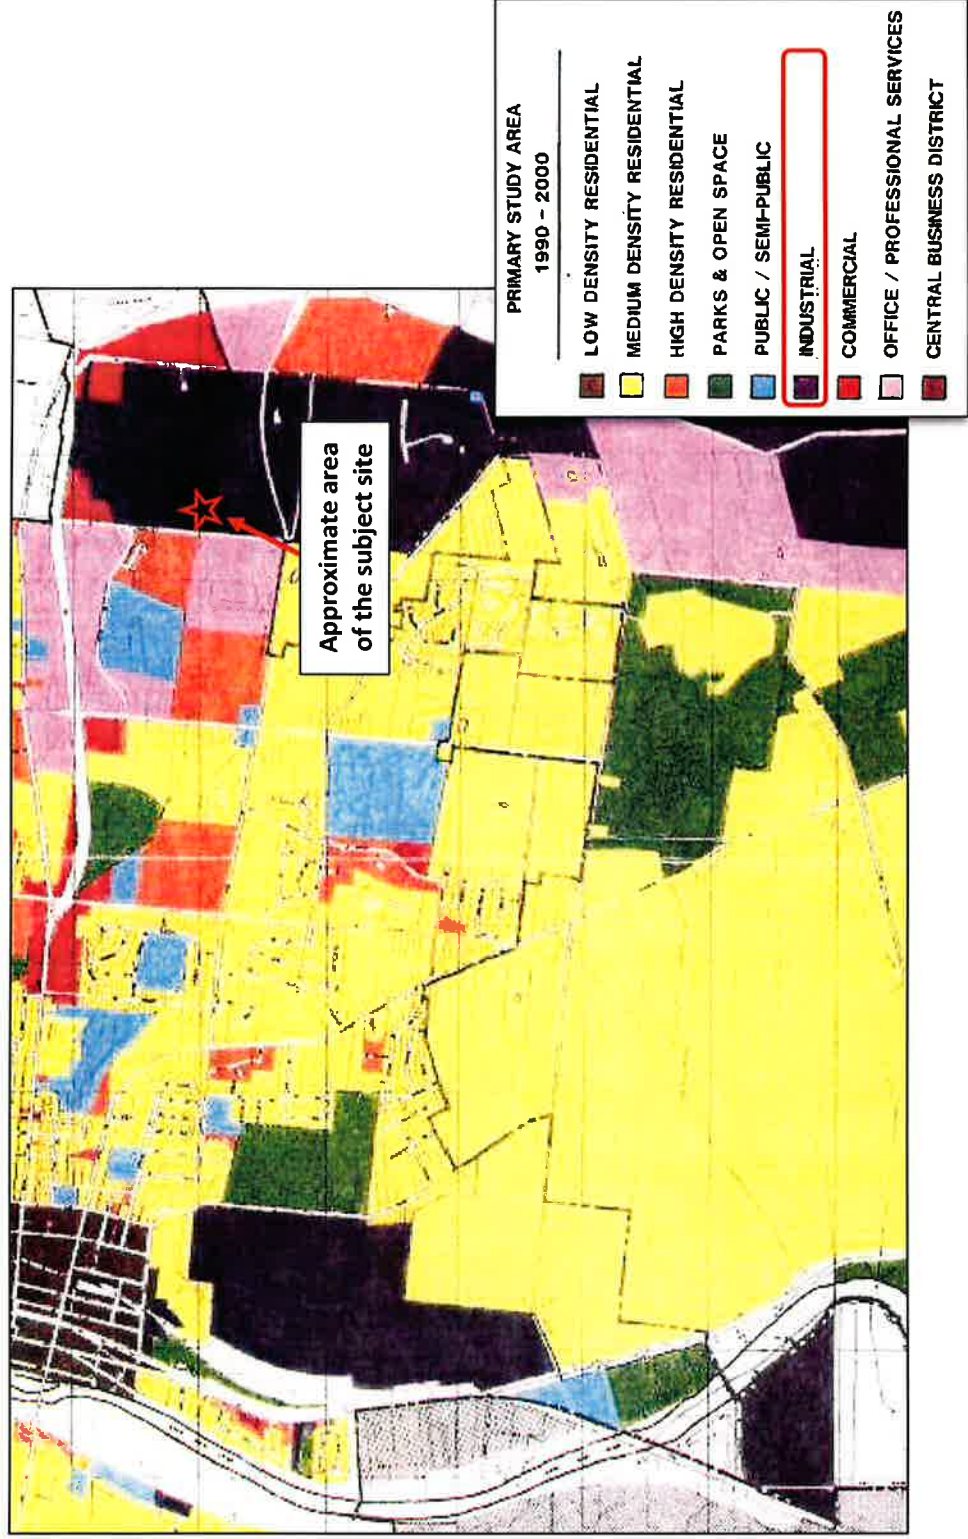 PRIMARY STUDY AREA
1990 - 2000
LOW DENSITY RESIDENTIAL
MEDIUM DENSITY RESIDENTIAL
HIGH DENSITY RESIDENTIAL
PARKS & OPEN SPACE
PUBLIC / SEMI-PUBLIC
INDUSTRIAL
COMMERCIAL
OFFICE / PROFESSIONAL SERVICES
CENTRAL BUSINESS DISTRICT
Approximate area
of the subject site